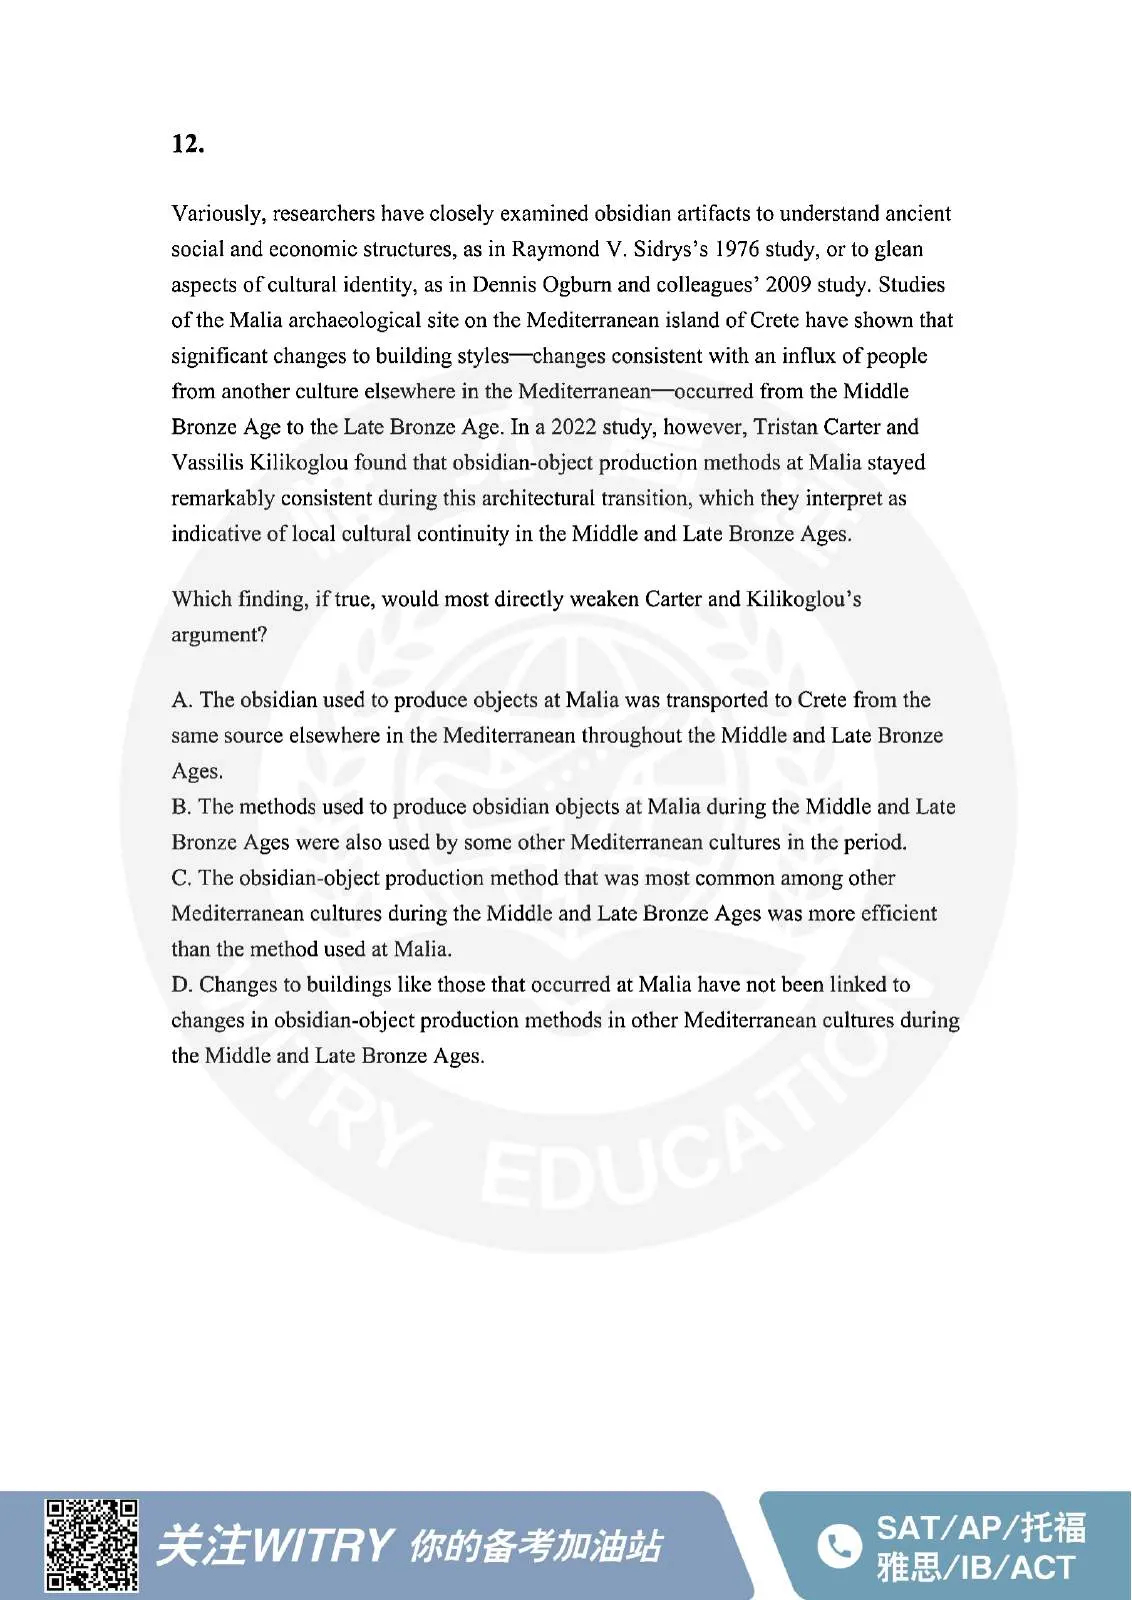 12.
Variously, researchers have closely examined obsidian artifacts to understand ancient
social and economic structures, as in Raymond V. Sidrys’s 1976 study, or to glean
aspects of cultural identity, as in Dennis Ogburn and colleagues’ 2009 study. Studies
of the Malia archaeological site on the Mediterranean island of Crete have shown that
significant changes to building styles—changes consistent with an influx of people
from another culture elsewhere in the Mediterranean—occurred from the Middle
Bronze Age to the Late Bronze Age. In a 2022 study, however, Tristan Carter and
Vassilis Kilikoglou found that obsidian-object production methods at Malia stayed
remarkably consistent during this architectural transition, which they interpret as
indicative of local cultural continuity in the Middle and Late Bronze Ages.
Which finding, if true, would most directly weaken Carter and Kilikoglou’s
argument?
A. The obsidian used to produce objects at Malia was transported to Crete from the
same source elsewhere in the Mediterranean throughout the Middle and Late Bronze
Ages.
B. The methods used to produce obsidian objects at Malia during the Middle and Late
Bronze Ages were also used by some other Mediterranean cultures in the period.
C. The obsidian-object production method that was most common among other
Mediterranean cultures during the Middle and Late Bronze Ages was more efficient
than the method used at Malia.
D. Changes to buildings like those that occurred at Malia have not been linked to
changes in obsidian-object production methods in other Mediterranean cultures during
the Middle and Late Bronze Ages.
WITRY EDUCATION
关注WITRY 你的备考加油站
SAT/AP/托福
雅思/IB/ACT